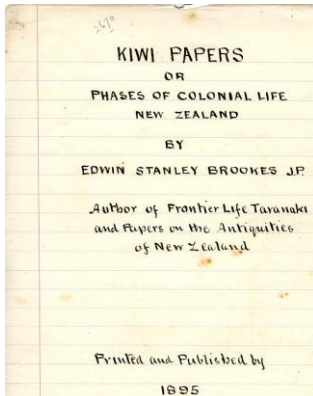 KIWI PAPERS
OR
PHASES OF COLONIAL LIFE
NEW ZEALAND
BY
EDWIN STANLEY BROOKES J.P.
Author of Frontier Life Taranaki
and Papers on the Antiquities
of New Zealand
Printed and Published by
1895